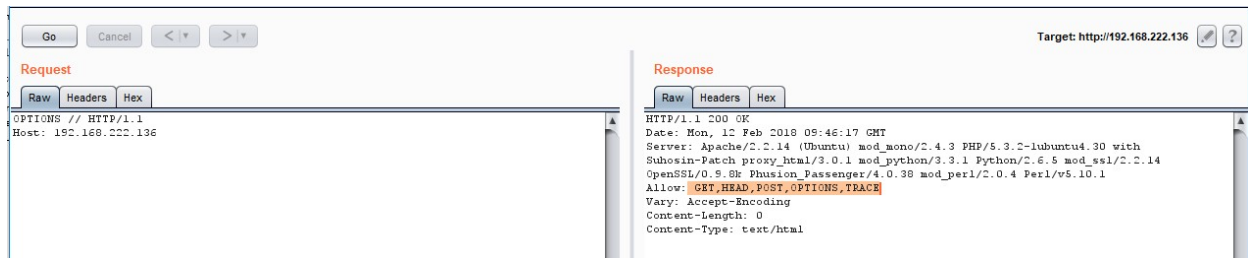 Go Cancel < > Target: http://192.168.222.136 ?
Request
Raw Headers Hex
OPTIONS // HTTP/1.1
Host: 192.168.222.136
Response
Raw Headers Hex
HTTP/1.1 200 OK
Date: Mon, 12 Feb 2018 09:46:17 GMT
Server: Apache/2.2.14 (Ubuntu) mod_mono/2.4.3 PHP/5.3.2-1ubuntu4.30 with
Suhosin-Patch proxy_html/3.0.1 mod_python/3.3.1 Python/2.6.5 mod_ssl/2.2.14
OpenSSL/0.9.8k Phusion_Passenger/4.0.38 mod_perl/2.0.4 Perl/v5.10.1
Allow: GET,HEAD,POST,OPTIONS,TRACE
Vary: Accept-Encoding
Content-Length: 0
Content-Type: text/html